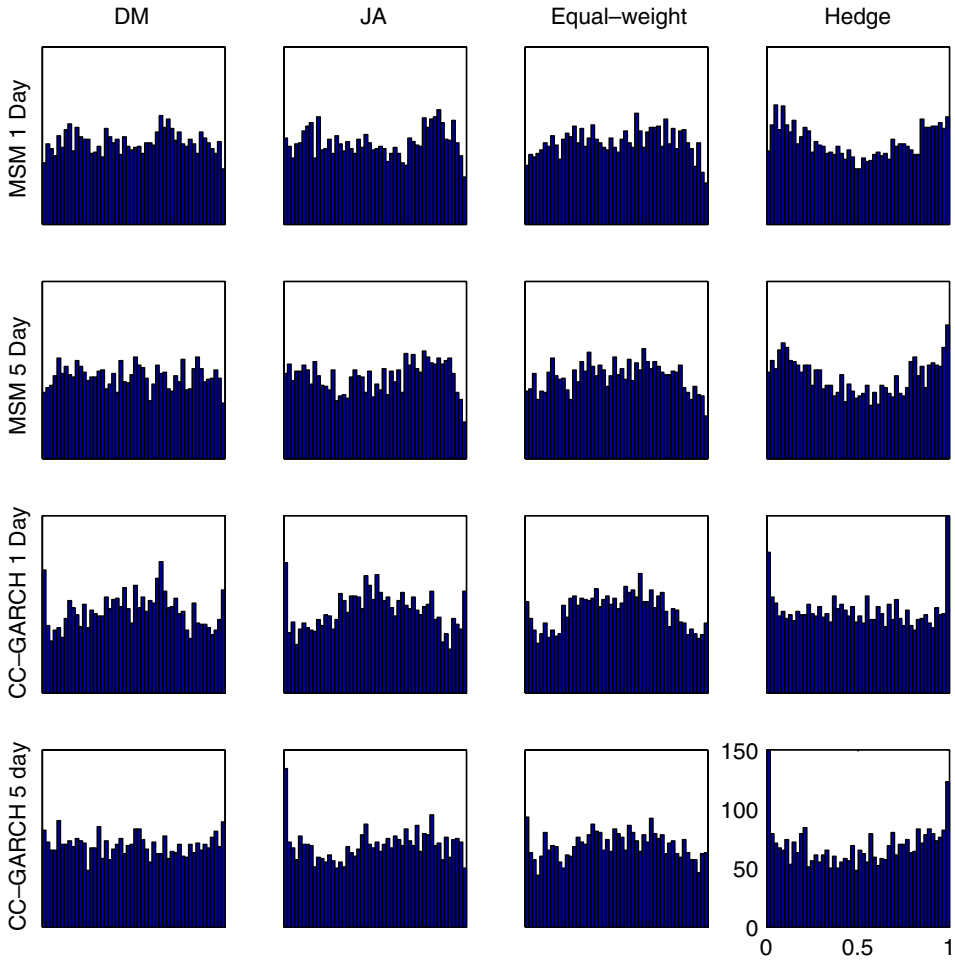 DM JA Equal–weight Hedge
MSM 1 Day
MSM 5 Day
CC–GARCH 1 Day
CC–GARCH 5 day
150
100
50
0
0 0.5 1